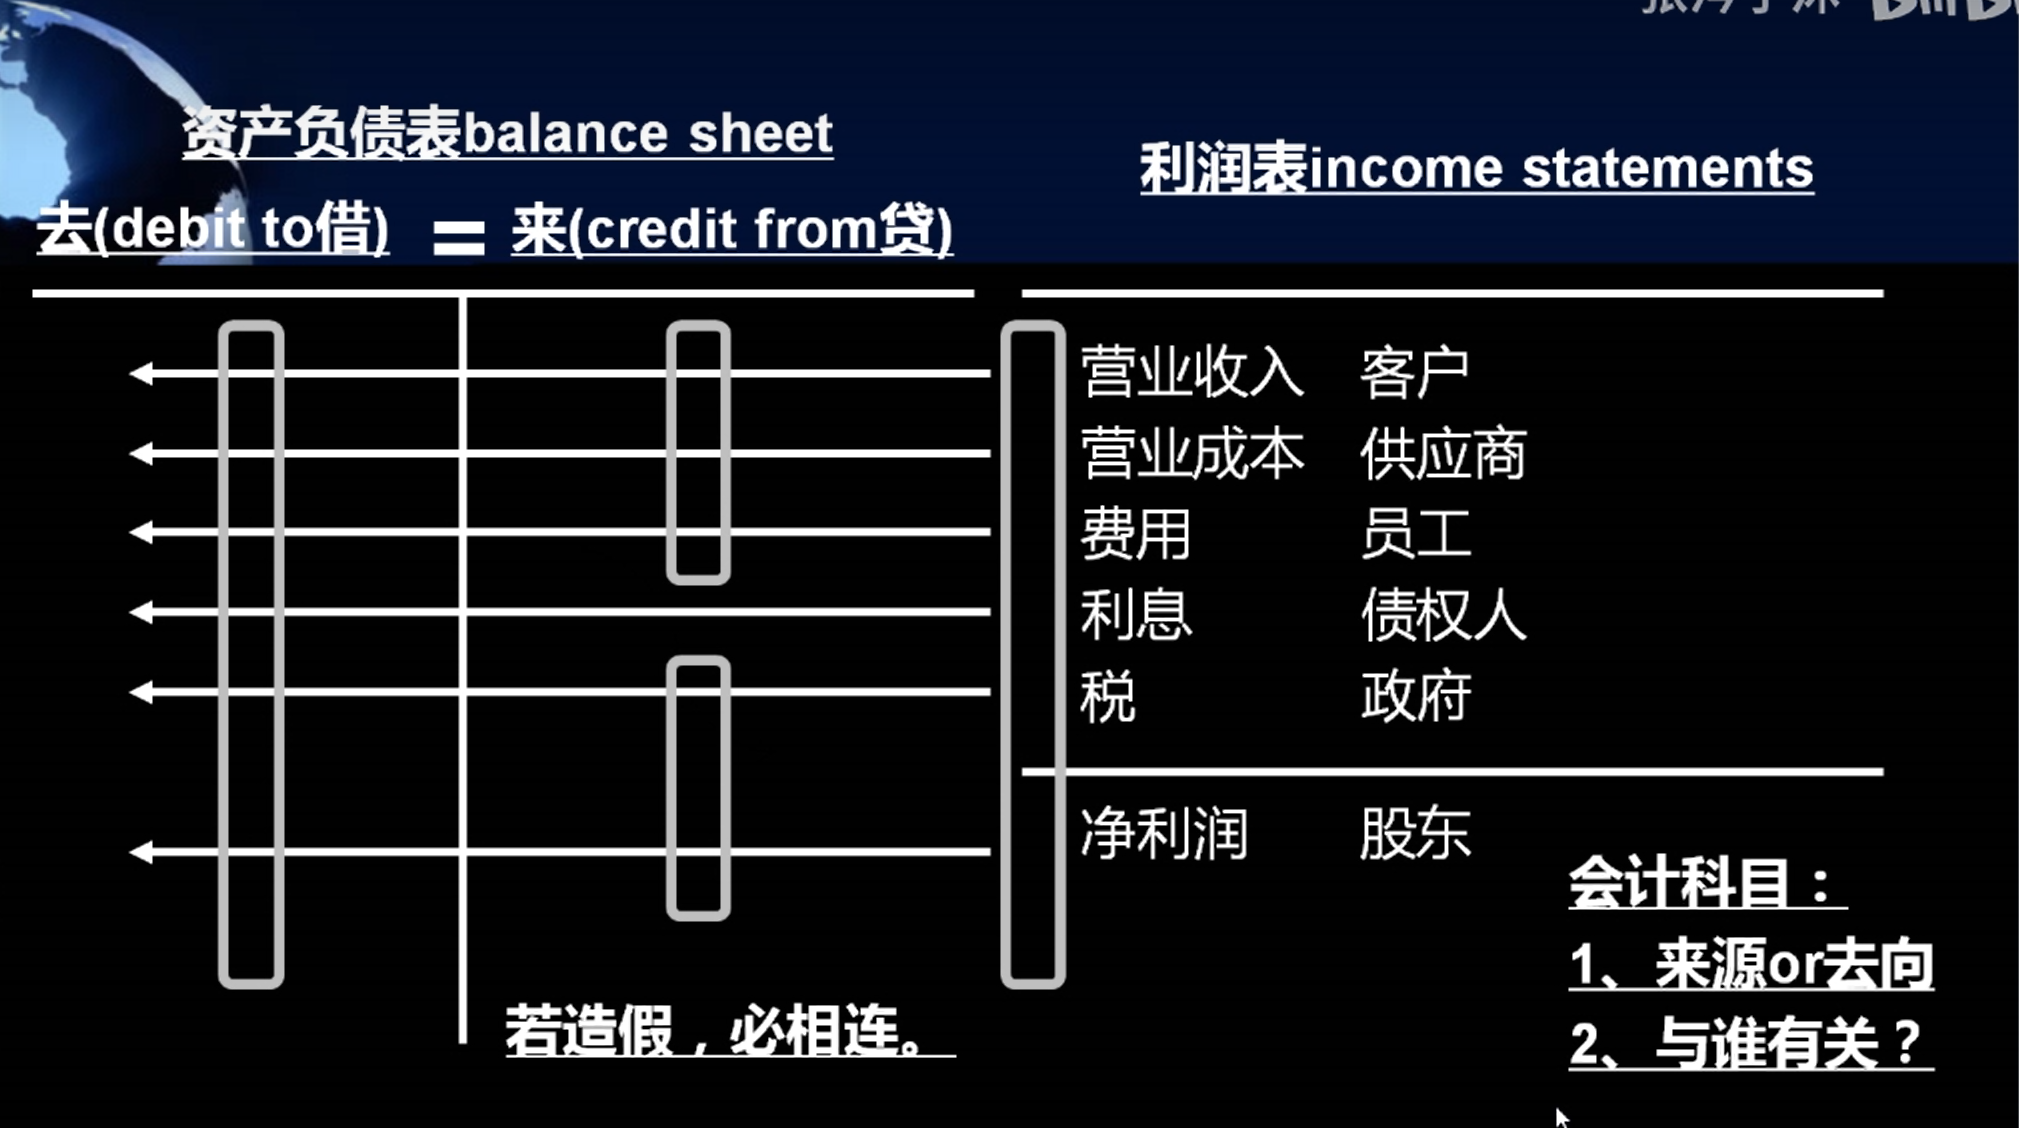 资产负债表balance sheet
利润表income statements
去(debit to借) = 来(credit from贷)
营业收入 客户
营业成本 供应商
费用 员工
利息 债权人
税 政府
净利润 股东
会计科目：
1、来源or去向
2、与谁有关？
若造假，必相连。